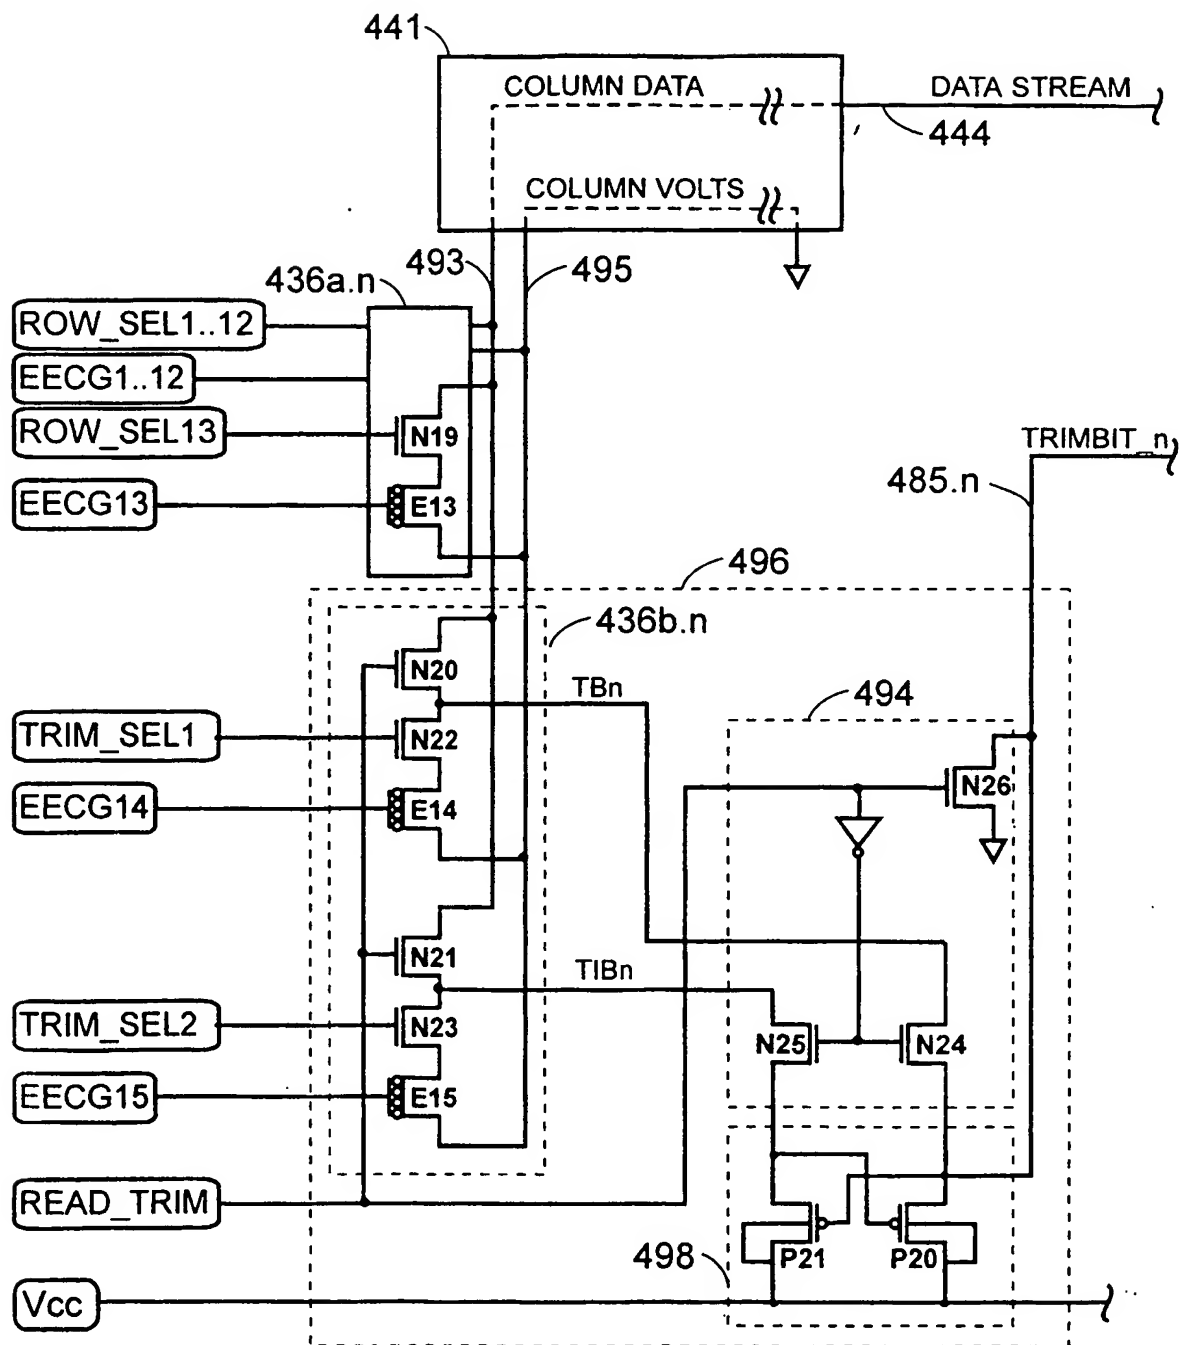 441
COLUMN DATA
DATA STREAM
444
COLUMN VOLTS
493
495
436a.n
ROW_SEL1..12
EECG1..12
ROW_SEL13
N19
TRIMBIT_n
EECG13
E13
485.n
496
436b.n
N20
TBn
494
TRIM_SEL1
N22
N26
EECG14
E14
N21
TIBn
TRIM_SEL2
N23
N25
N24
EECG15
E15
READ_TRIM
498
P21
P20
Vcc